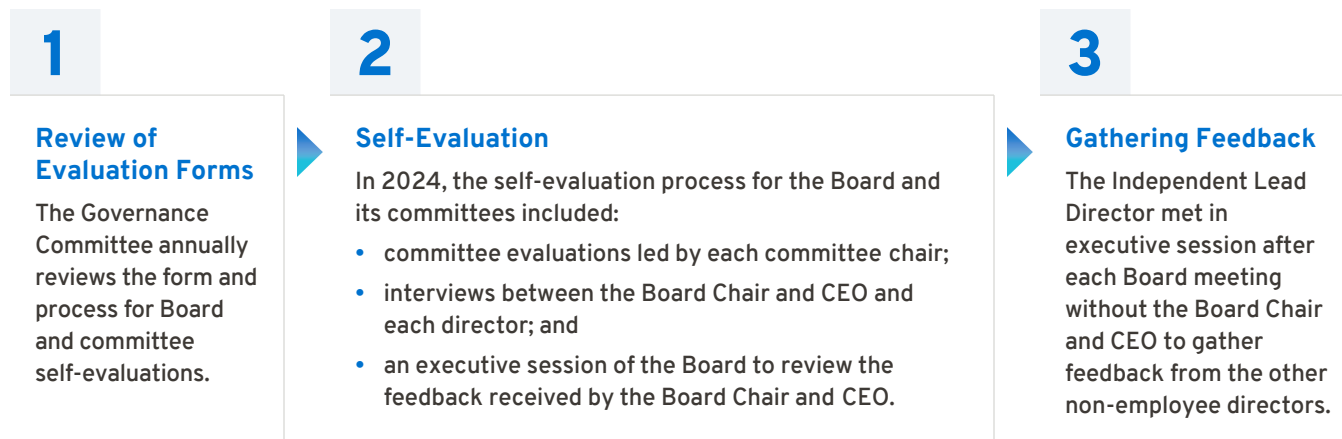 1
Review of
Evaluation Forms
The Governance
Committee annually
reviews the form and
process for Board
and committee
self-evaluations.
2
Self-Evaluation
In 2024, the self-evaluation process for the Board and
its committees included:
• committee evaluations led by each committee chair;
• interviews between the Board Chair and CEO and
each director; and
• an executive session of the Board to review the
feedback received by the Board Chair and CEO.
3
Gathering Feedback
The Independent Lead
Director met in
executive session after
each Board meeting
without the Board Chair
and CEO to gather
feedback from the other
non-employee directors.